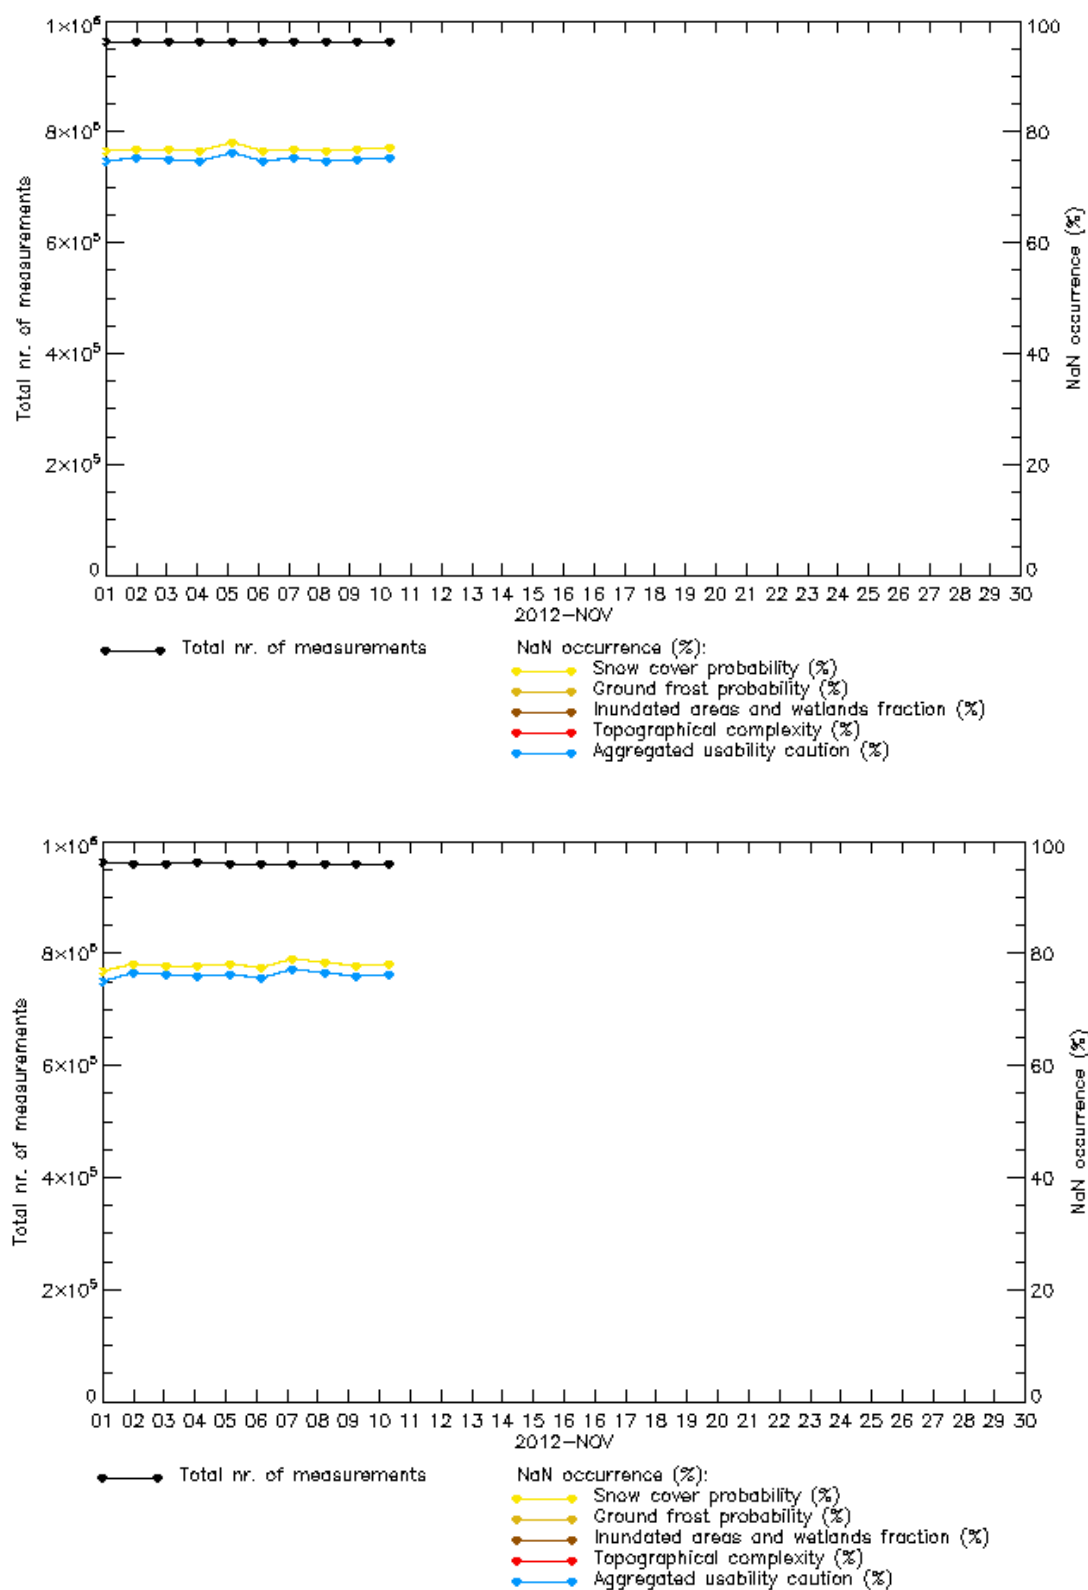 1×10⁶ 100
8×10⁵ 80
6×10⁵ 60
4×10⁵ 40
2×10⁵ 20
0 0
Total nr. of measurements
NaN occurrence (%)
01 02 03 04 05 06 07 08 09 10 11 12 13 14 15 16 17 18 19 20 21 22 23 24 25 26 27 28 29 30
2012-NOV
Total nr. of measurements
NaN occurrence (%):
Snow cover probability (%)
Ground frost probability (%)
Inundated areas and wetlands fraction (%)
Topographical complexity (%)
Aggregated usability caution (%)
1×10⁶ 100
8×10⁵ 80
6×10⁵ 60
4×10⁵ 40
2×10⁵ 20
0 0
Total nr. of measurements
NaN occurrence (%)
01 02 03 04 05 06 07 08 09 10 11 12 13 14 15 16 17 18 19 20 21 22 23 24 25 26 27 28 29 30
2012-NOV
Total nr. of measurements
NaN occurrence (%):
Snow cover probability (%)
Ground frost probability (%)
Inundated areas and wetlands fraction (%)
Topographical complexity (%)
Aggregated usability caution (%)